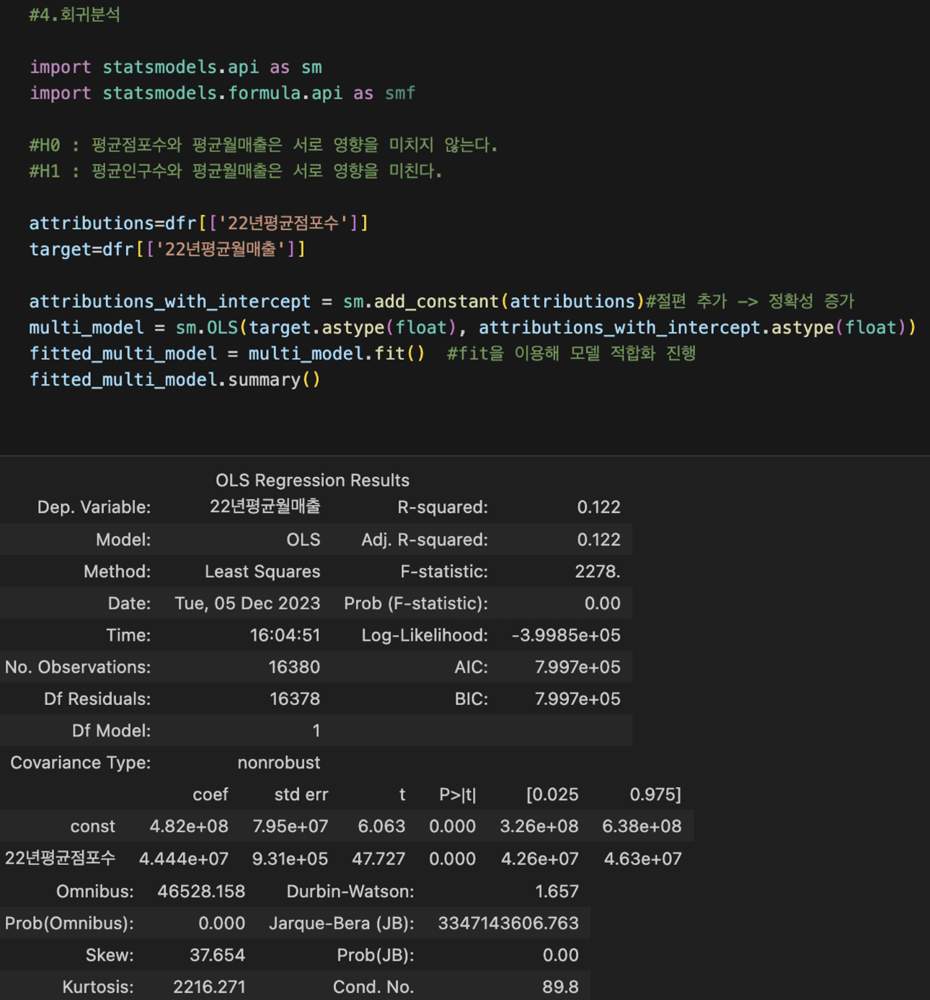 #4.회귀분석
import statsmodels.api as sm
import statsmodels.formula.api as smf
#H0 : 평균점포수와 평균월매출은 서로 영향을 미치지 않는다.
#H1 : 평균인구수와 평균월매출은 서로 영향을 미친다.
attributions=dfr[['22년평균점포수']]
target=dfr[['22년평균월매출']]
attributions_with_intercept = sm.add_constant(attributions)#절편 추가 -> 정확성 증가
multi_model = sm.OLS(target.astype(float), attributions_with_intercept.astype(float))
fitted_multi_model = multi_model.fit()  #fit을 이용해 모델 적합화 진행
fitted_multi_model.summary()
OLS Regression Results
Dep. Variable: 22년평균월매출 R-squared: 0.122
Model: OLS Adj. R-squared: 0.122
Method: Least Squares F-statistic: 2278.
Date: Tue, 05 Dec 2023 Prob (F-statistic): 0.00
Time: 16:04:51 Log-Likelihood: -3.9985e+05
No. Observations: 16380 AIC: 7.997e+05
Df Residuals: 16378 BIC: 7.997e+05
Df Model: 1
Covariance Type: nonrobust
coef std err t P>|t| [0.025 0.975]
const 4.82e+08 7.95e+07 6.063 0.000 3.26e+08 6.38e+08
22년평균점포수 4.444e+07 9.31e+05 47.727 0.000 4.26e+07 4.63e+07
Omnibus: 46528.158 Durbin-Watson: 1.657
Prob(Omnibus): 0.000 Jarque-Bera (JB): 3347143606.763
Skew: 37.654 Prob(JB): 0.00
Kurtosis: 2216.271 Cond. No. 89.8